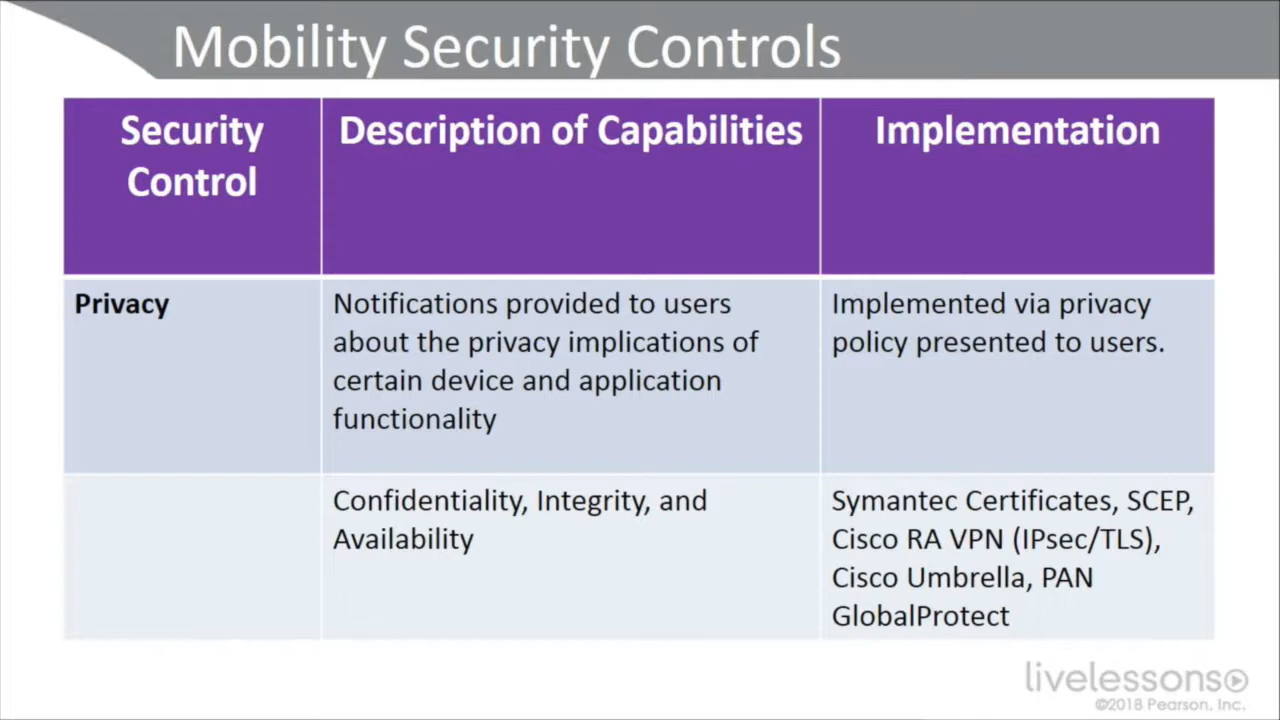 Mobility Security Controls
Security
Control
Description of Capabilities
Implementation
Privacy
Notifications provided to users
about the privacy implications of
certain device and application
functionality
Implemented via privacy
policy presented to users.
Confidentiality, Integrity, and
Availability
Symantec Certificates, SCEP,
Cisco RA VPN (IPsec/TLS),
Cisco Umbrella, PAN
GlobalProtect
livelessons
©2018 Pearson, Inc.